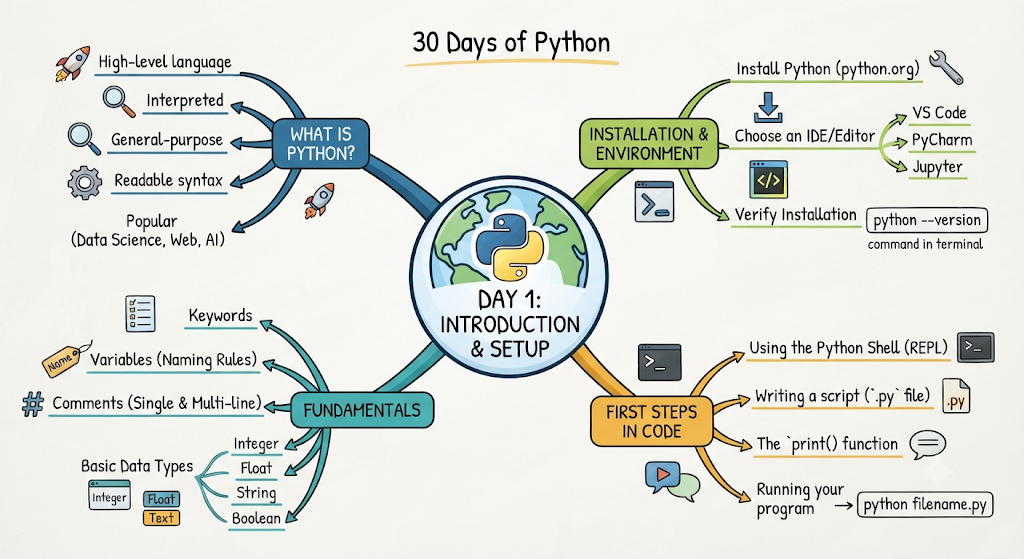 30 Days of Python
High-level language
Interpreted
General-purpose
Readable syntax
Popular
(Data Science, Web, AI)
WHAT IS
PYTHON?
INSTALLATION &
ENVIRONMENT
Install Python (python.org)
Choose an IDE/Editor
VS Code
PyCharm
Jupyter
</>
>_
Verify Installation
python --version
command in terminal
DAY 1:
INTRODUCTION
& SETUP
Keywords
Name
Variables (Naming Rules)
# Comments (Single & Multi-line)
FUNDAMENTALS
Basic Data Types
Integer
Float
String
Boolean
Integer
Float
Text
FIRST STEPS
IN CODE
>_
Using the Python Shell (REPL)
>_
Writing a script (`.py` file)
.py
The `print() function
Running your
program
python filename.py